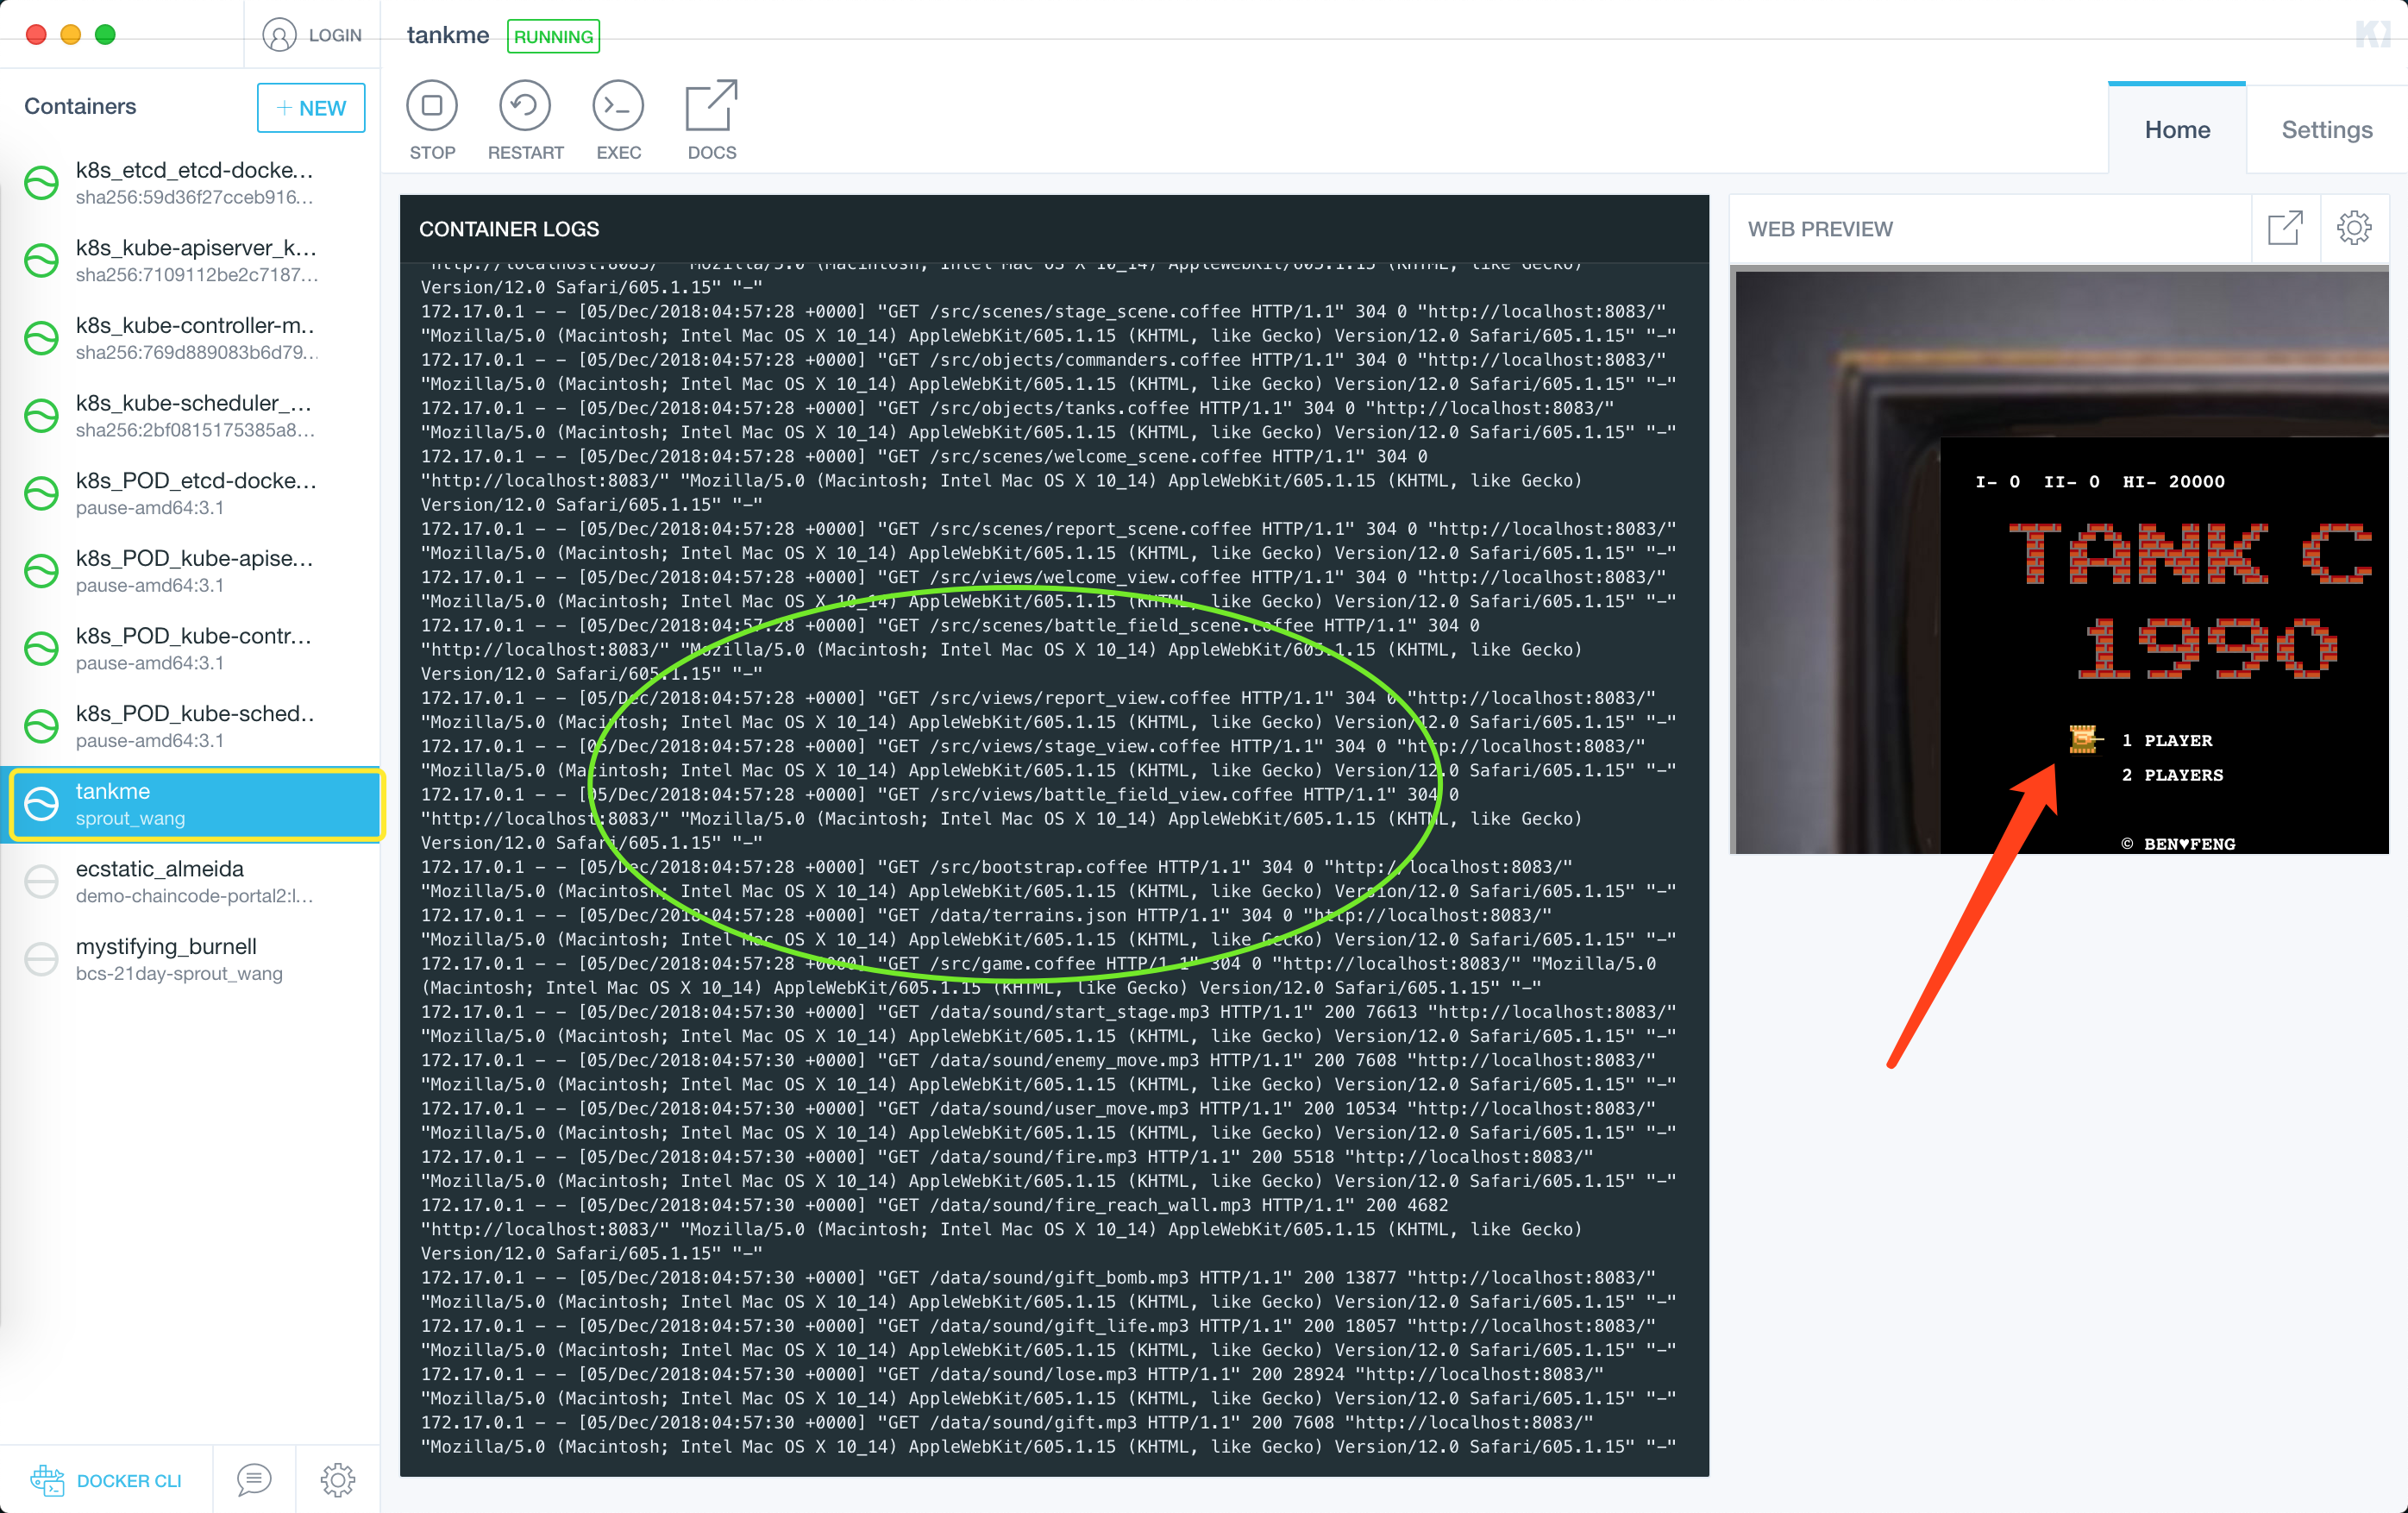 LOGIN
tankme
RUNNING
Containers
+ NEW
STOP
RESTART
EXEC
DOCS
Home
Settings
k8s_etcd_etcd-docke...
sha256:59d36f27cceb916...
k8s_kube-apiserver_k...
sha256:7109112be2c7187...
k8s_kube-controller-m...
sha256:769d889083b6d79...
k8s_kube-scheduler_...
sha256:2bf0815175385a8...
k8s_POD_etcd-docke...
pause-amd64:3.1
k8s_POD_kube-apise...
pause-amd64:3.1
k8s_POD_kube-contr...
pause-amd64:3.1
k8s_POD_kube-sched...
pause-amd64:3.1
tankme
sprout_wang
ecstatic_almeida
demo-chaincode-portal2:l...
mystifying_burnell
bcs-21day-sprout_wang
DOCKER CLI
CONTAINER LOGS
"http://localhost:8083/" "Mozilla/5.0 (Macintosh; Intel Mac OS X 10_14) AppleWebKit/605.1.15 (KHTML, like Gecko)
Version/12.0 Safari/605.1.15" "-"
172.17.0.1 - - [05/Dec/2018:04:57:28 +0000] "GET /src/scenes/stage_scene.coffee HTTP/1.1" 304 0 "http://localhost:8083/"
"Mozilla/5.0 (Macintosh; Intel Mac OS X 10_14) AppleWebKit/605.1.15 (KHTML, like Gecko) Version/12.0 Safari/605.1.15" "-"
172.17.0.1 - - [05/Dec/2018:04:57:28 +0000] "GET /src/objects/commanders.coffee HTTP/1.1" 304 0 "http://localhost:8083/"
"Mozilla/5.0 (Macintosh; Intel Mac OS X 10_14) AppleWebKit/605.1.15 (KHTML, like Gecko) Version/12.0 Safari/605.1.15" "-"
172.17.0.1 - - [05/Dec/2018:04:57:28 +0000] "GET /src/objects/tanks.coffee HTTP/1.1" 304 0 "http://localhost:8083/"
"Mozilla/5.0 (Macintosh; Intel Mac OS X 10_14) AppleWebKit/605.1.15 (KHTML, like Gecko) Version/12.0 Safari/605.1.15" "-"
172.17.0.1 - - [05/Dec/2018:04:57:28 +0000] "GET /src/scenes/welcome_scene.coffee HTTP/1.1" 304 0
"http://localhost:8083/" "Mozilla/5.0 (Macintosh; Intel Mac OS X 10_14) AppleWebKit/605.1.15 (KHTML, like Gecko)
Version/12.0 Safari/605.1.15" "-"
172.17.0.1 - - [05/Dec/2018:04:57:28 +0000] "GET /src/scenes/report_scene.coffee HTTP/1.1" 304 0 "http://localhost:8083/"
"Mozilla/5.0 (Macintosh; Intel Mac OS X 10_14) AppleWebKit/605.1.15 (KHTML, like Gecko) Version/12.0 Safari/605.1.15" "-"
172.17.0.1 - - [05/Dec/2018:04:57:28 +0000] "GET /src/views/welcome_view.coffee HTTP/1.1" 304 0 "http://localhost:8083/"
"Mozilla/5.0 (Macintosh; Intel Mac OS X 10_14) AppleWebKit/605.1.15 (KHTML, like Gecko) Version/12.0 Safari/605.1.15" "-"
172.17.0.1 - - [05/Dec/2018:04:57:28 +0000] "GET /src/scenes/battle_field_scene.coffee HTTP/1.1" 304 0
"http://localhost:8083/" "Mozilla/5.0 (Macintosh; Intel Mac OS X 10_14) AppleWebKit/605.1.15 (KHTML, like Gecko)
Version/12.0 Safari/605.1.15" "-"
172.17.0.1 - - [05/Dec/2018:04:57:28 +0000] "GET /src/views/report_view.coffee HTTP/1.1" 304 0 "http://localhost:8083/"
"Mozilla/5.0 (Macintosh; Intel Mac OS X 10_14) AppleWebKit/605.1.15 (KHTML, like Gecko) Version/12.0 Safari/605.1.15" "-"
172.17.0.1 - - [05/Dec/2018:04:57:28 +0000] "GET /src/views/stage_view.coffee HTTP/1.1" 304 0 "http://localhost:8083/"
"Mozilla/5.0 (Macintosh; Intel Mac OS X 10_14) AppleWebKit/605.1.15 (KHTML, like Gecko) Version/12.0 Safari/605.1.15" "-"
172.17.0.1 - - [05/Dec/2018:04:57:28 +0000] "GET /src/views/battle_field_view.coffee HTTP/1.1" 304 0
"http://localhost:8083/" "Mozilla/5.0 (Macintosh; Intel Mac OS X 10_14) AppleWebKit/605.1.15 (KHTML, like Gecko)
Version/12.0 Safari/605.1.15" "-"
172.17.0.1 - - [05/Dec/2018:04:57:28 +0000] "GET /src/bootstrap.coffee HTTP/1.1" 304 0 "http://localhost:8083/"
"Mozilla/5.0 (Macintosh; Intel Mac OS X 10_14) AppleWebKit/605.1.15 (KHTML, like Gecko) Version/12.0 Safari/605.1.15" "-"
172.17.0.1 - - [05/Dec/2018:04:57:28 +0000] "GET /data/terrains.json HTTP/1.1" 304 0 "http://localhost:8083/"
"Mozilla/5.0 (Macintosh; Intel Mac OS X 10_14) AppleWebKit/605.1.15 (KHTML, like Gecko) Version/12.0 Safari/605.1.15" "-"
172.17.0.1 - - [05/Dec/2018:04:57:28 +0000] "GET /src/game.coffee HTTP/1.1" 304 0 "http://localhost:8083/" "Mozilla/5.0
(Macintosh; Intel Mac OS X 10_14) AppleWebKit/605.1.15 (KHTML, like Gecko) Version/12.0 Safari/605.1.15" "-"
172.17.0.1 - - [05/Dec/2018:04:57:30 +0000] "GET /data/sound/start_stage.mp3 HTTP/1.1" 200 76613 "http://localhost:8083/"
"Mozilla/5.0 (Macintosh; Intel Mac OS X 10_14) AppleWebKit/605.1.15 (KHTML, like Gecko) Version/12.0 Safari/605.1.15" "-"
172.17.0.1 - - [05/Dec/2018:04:57:30 +0000] "GET /data/sound/enemy_move.mp3 HTTP/1.1" 200 7608 "http://localhost:8083/"
"Mozilla/5.0 (Macintosh; Intel Mac OS X 10_14) AppleWebKit/605.1.15 (KHTML, like Gecko) Version/12.0 Safari/605.1.15" "-"
172.17.0.1 - - [05/Dec/2018:04:57:30 +0000] "GET /data/sound/user_move.mp3 HTTP/1.1" 200 10534 "http://localhost:8083/"
"Mozilla/5.0 (Macintosh; Intel Mac OS X 10_14) AppleWebKit/605.1.15 (KHTML, like Gecko) Version/12.0 Safari/605.1.15" "-"
172.17.0.1 - - [05/Dec/2018:04:57:30 +0000] "GET /data/sound/fire.mp3 HTTP/1.1" 200 5518 "http://localhost:8083/"
"Mozilla/5.0 (Macintosh; Intel Mac OS X 10_14) AppleWebKit/605.1.15 (KHTML, like Gecko) Version/12.0 Safari/605.1.15" "-"
172.17.0.1 - - [05/Dec/2018:04:57:30 +0000] "GET /data/sound/fire_reach_wall.mp3 HTTP/1.1" 200 4682
"http://localhost:8083/" "Mozilla/5.0 (Macintosh; Intel Mac OS X 10_14) AppleWebKit/605.1.15 (KHTML, like Gecko)
Version/12.0 Safari/605.1.15" "-"
172.17.0.1 - - [05/Dec/2018:04:57:30 +0000] "GET /data/sound/gift_bomb.mp3 HTTP/1.1" 200 13877 "http://localhost:8083/"
"Mozilla/5.0 (Macintosh; Intel Mac OS X 10_14) AppleWebKit/605.1.15 (KHTML, like Gecko) Version/12.0 Safari/605.1.15" "-"
172.17.0.1 - - [05/Dec/2018:04:57:30 +0000] "GET /data/sound/gift_life.mp3 HTTP/1.1" 200 18057 "http://localhost:8083/"
"Mozilla/5.0 (Macintosh; Intel Mac OS X 10_14) AppleWebKit/605.1.15 (KHTML, like Gecko) Version/12.0 Safari/605.1.15" "-"
172.17.0.1 - - [05/Dec/2018:04:57:30 +0000] "GET /data/sound/lose.mp3 HTTP/1.1" 200 28924 "http://localhost:8083/"
"Mozilla/5.0 (Macintosh; Intel Mac OS X 10_14) AppleWebKit/605.1.15 (KHTML, like Gecko) Version/12.0 Safari/605.1.15" "-"
172.17.0.1 - - [05/Dec/2018:04:57:30 +0000] "GET /data/sound/gift.mp3 HTTP/1.1" 200 7608 "http://localhost:8083/"
"Mozilla/5.0 (Macintosh; Intel Mac OS X 10_14) AppleWebKit/605.1.15 (KHTML, like Gecko) Version/12.0 Safari/605.1.15" "-"
WEB PREVIEW
I- 0 II- 0 HI- 20000
TANK C
1990
1 PLAYER
2 PLAYERS
© BEN♥FENG